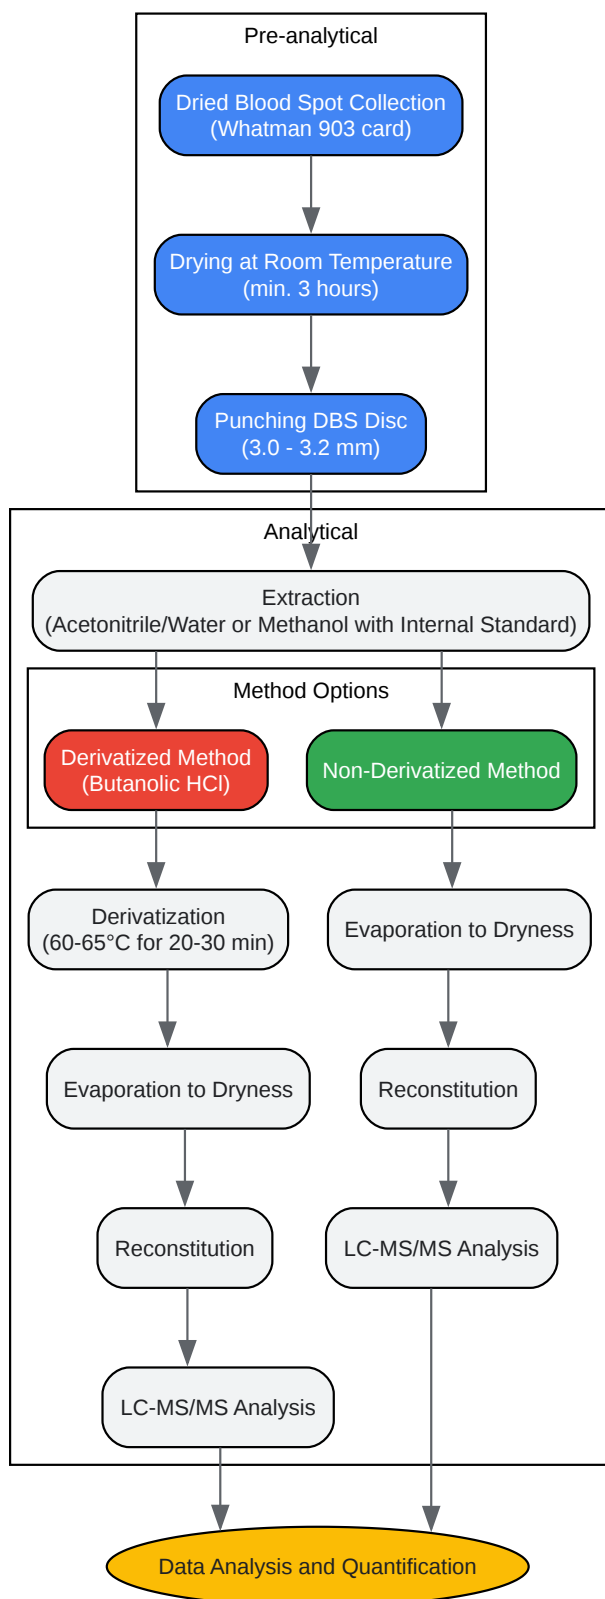 Pre-analytical
Dried Blood Spot Collection
(Whatman 903 card)
Drying at Room Temperature
(min. 3 hours)
Punching DBS Disc
(3.0 - 3.2 mm)
Analytical
Extraction
(Acetonitrile/Water or Methanol with Internal Standard)
Method Options
Derivatized Method
(Butanolic HCl)
Non-Derivatized Method
Derivatization
(60-65°C for 20-30 min)
Evaporation to Dryness
Evaporation to Dryness
Reconstitution
Reconstitution
LC-MS/MS Analysis
LC-MS/MS Analysis
Data Analysis and Quantification